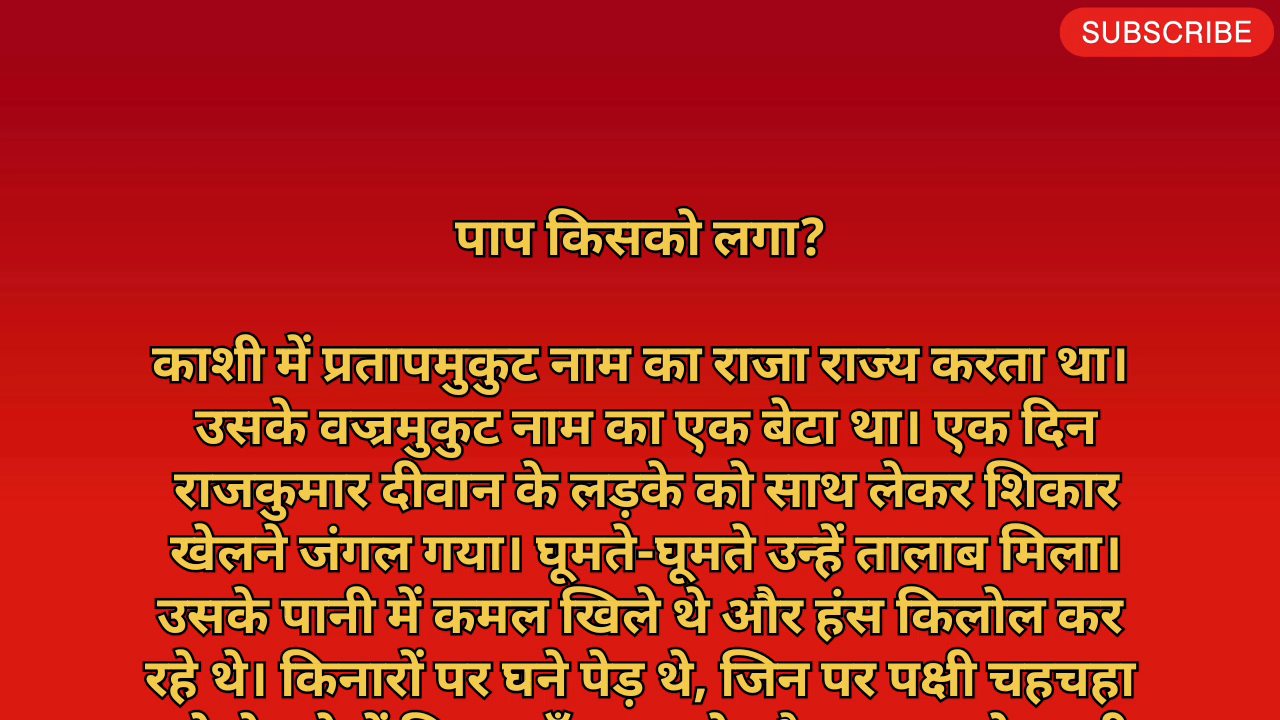 SUBSCRIBE
पाप किसको लगा?
काशी में प्रतापमुकुट नाम का राजा राज्य करता था।
उसके वज्रमुकुट नाम का एक बेटा था। एक दिन
राजकुमार दीवान के लड़के को साथ लेकर शिकार
खेलने जंगल गया। घूमते-घूमते उन्हें तालाब मिला।
उसके पानी में कमल खिले थे और हंस किलोल कर
रहे थे। किनारों पर घने पेड़ थे, जिन पर पक्षी चहचहा